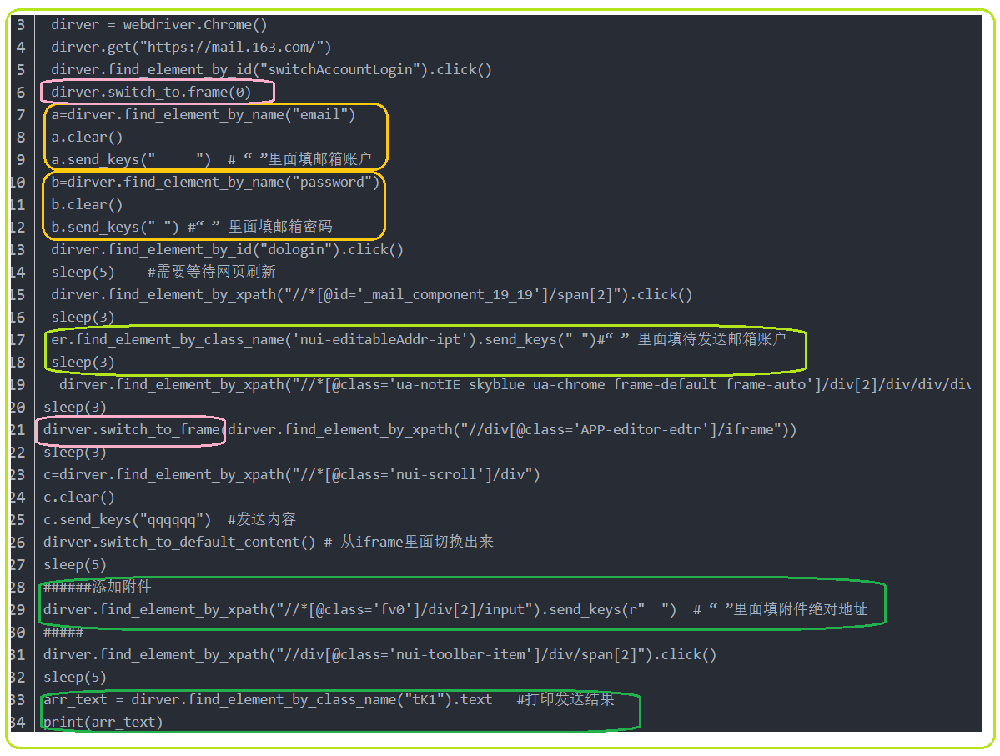 3 dirver = webdriver.Chrome()
4 dirver.get("https://mail.163.com/")
5 dirver.find_element_by_id("switchAccountLogin").click()
6 dirver.switch_to.frame(0)
7 a=dirver.find_element_by_name("email")
8 a.clear()
9 a.send_keys("     ")  # “ ”里面填邮箱账户
10 b=dirver.find_element_by_name("password")
11 b.clear()
12 b.send_keys(" ") #“ ” 里面填邮箱密码
13 dirver.find_element_by_id("dologin").click()
14 sleep(5)    #需要等待网页刷新
15 dirver.find_element_by_xpath("//*[@id='_mail_component_19_19']/span[2]").click()
16 sleep(3)
17 er.find_element_by_class_name('nui-editableAddr-ipt').send_keys(" ")#“ ” 里面填待发送邮箱账户
18 sleep(3)
19 dirver.find_element_by_xpath("//*[@class='ua-notIE skyblue ua-chrome frame-default frame-auto']/div[2]/div/div/div
20 sleep(3)
21 dirver.switch_to_frame(dirver.find_element_by_xpath("//div[@class='APP-editor-edtr']/iframe"))
22 sleep(3)
23 c=dirver.find_element_by_xpath("//*[@class='nui-scroll']/div")
24 c.clear()
25 c.send_keys("qqqqqq")  #发送内容
26 dirver.switch_to_default_content() # 从iframe里面切换出来
27 sleep(5)
28 ######添加附件
29 dirver.find_element_by_xpath("//*[@class='fv0']/div[2]/input").send_keys(r"  ")  # “ ”里面填附件绝对地址
30 #####
31 dirver.find_element_by_xpath("//div[@class='nui-toolbar-item']/div/span[2]").click()
32 sleep(5)
33 arr_text = dirver.find_element_by_class_name("tK1").text   #打印发送结果
34 print(arr_text)